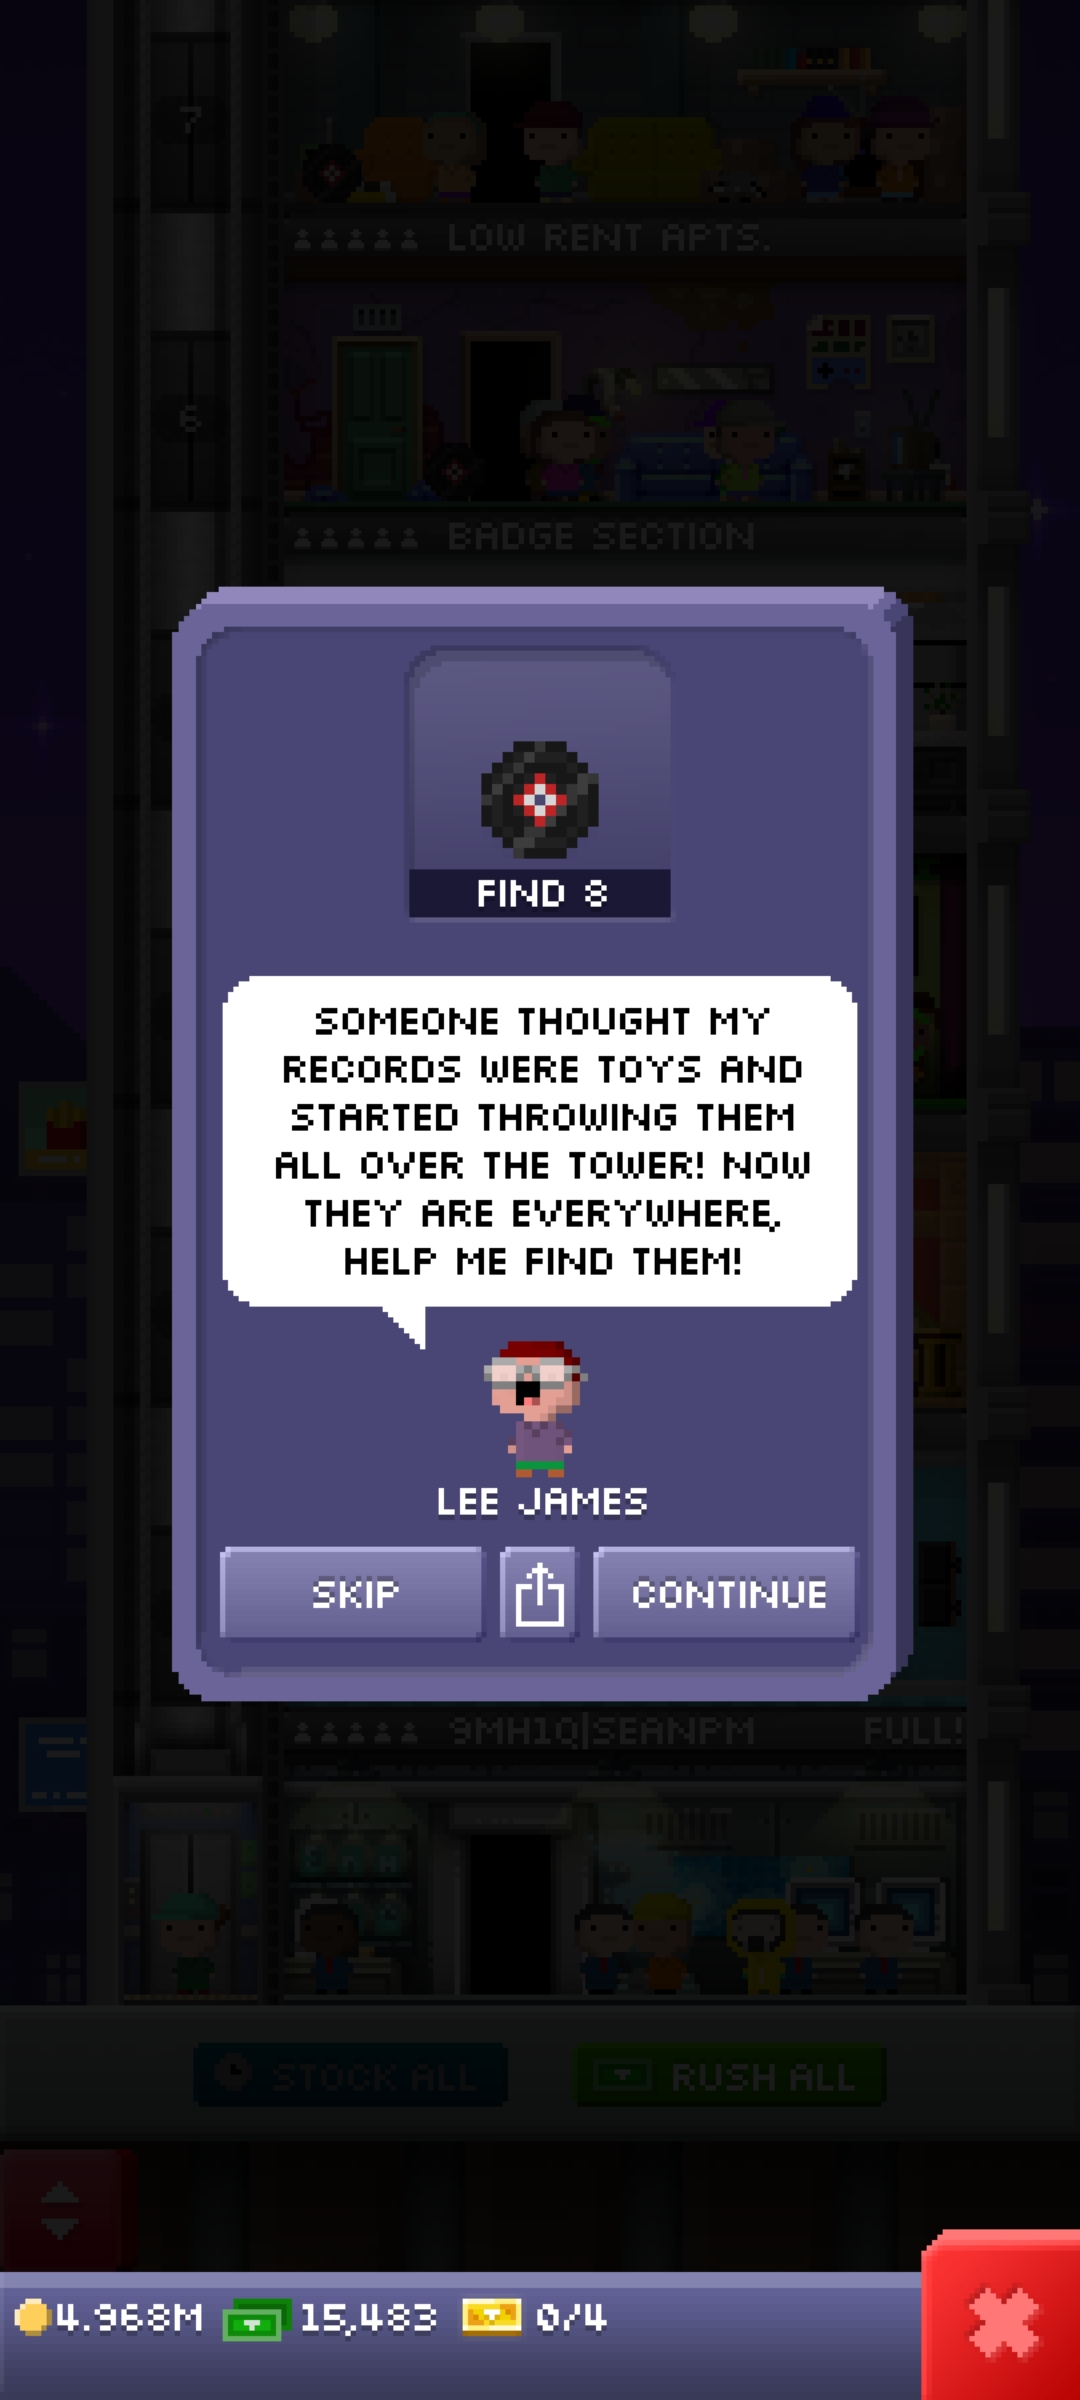 7
LOW RENT APTS.
6
BADGE SECTION
FIND 8
SOMEONE THOUGHT MY
RECORDS WERE TOYS AND
STARTED THROWING THEM
ALL OVER THE TOWER! NOW
THEY ARE EVERYWHERE,
HELP ME FIND THEM!
LEE JAMES
SKIP
CONTINUE
9MH1Q|SEANPM FULL!
STOCK ALL
RUSH ALL
4.968M 15,483 0/4